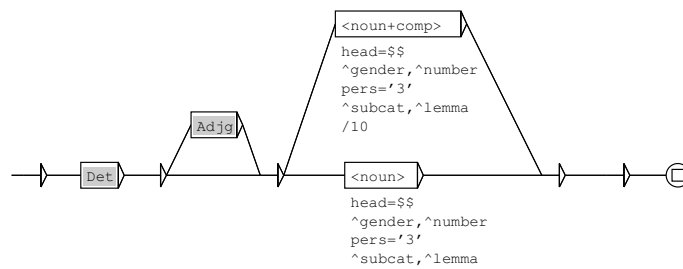 <noun+comp>
head=$$
^gender,^number
pers=’3’
^subcat,^lemma
/10
Adjg
Det
<noun>
head=$$
^gender,^number
pers=’3’
^subcat,^lemma